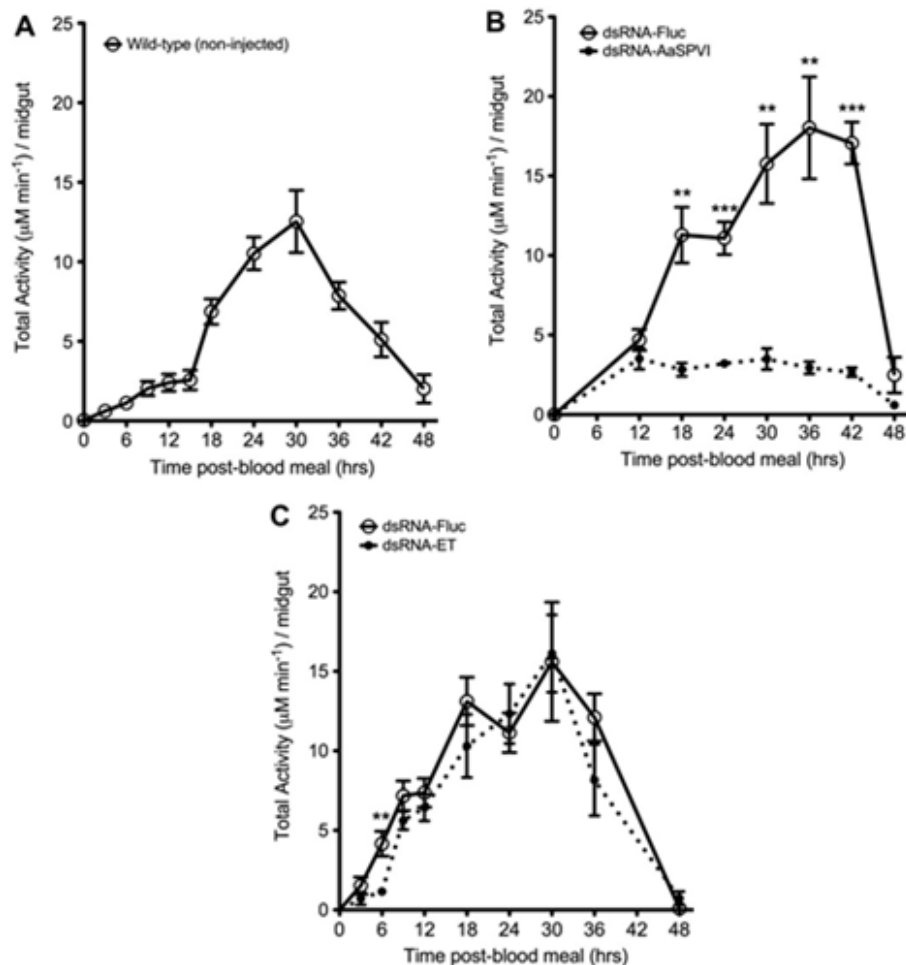 A
Wild-type (non-injected)
Total Activity (µM min⁻¹) / midgut
25
20
15
10
5
0
0 6 12 18 24 30 36 42 48
Time post-blood meal (hrs)
B
dsRNA-Fluc
dsRNA-AaSPVI
Total Activity (µM min⁻¹) / midgut
25
20
15
10
5
0
** *** ** ** ***
0 6 12 18 24 30 36 42 48
Time post-blood meal (hrs)
C
dsRNA-Fluc
dsRNA-ET
Total Activity (µM min⁻¹) / midgut
25
20
15
10
5
0
**
0 6 12 18 24 30 36 42 48
Time post-blood meal (hrs)